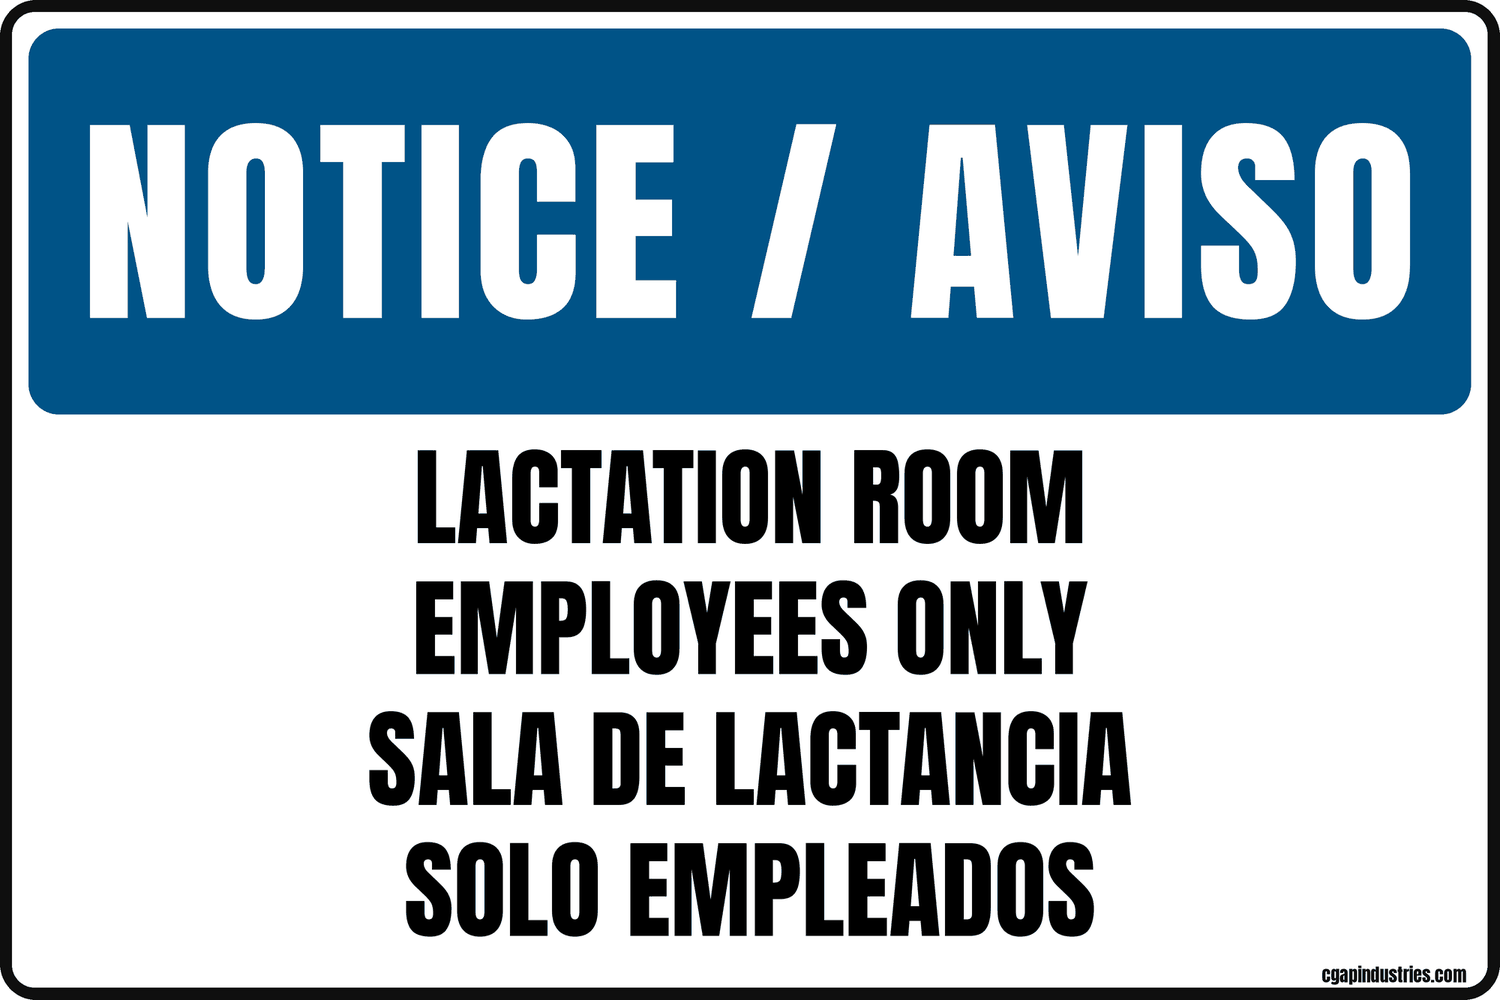 NOTICE / AVISO
LACTATION ROOM
EMPLOYEES ONLY
SALA DE LACTANCIA
SOLO EMPLEADOS
cgapindustries.com